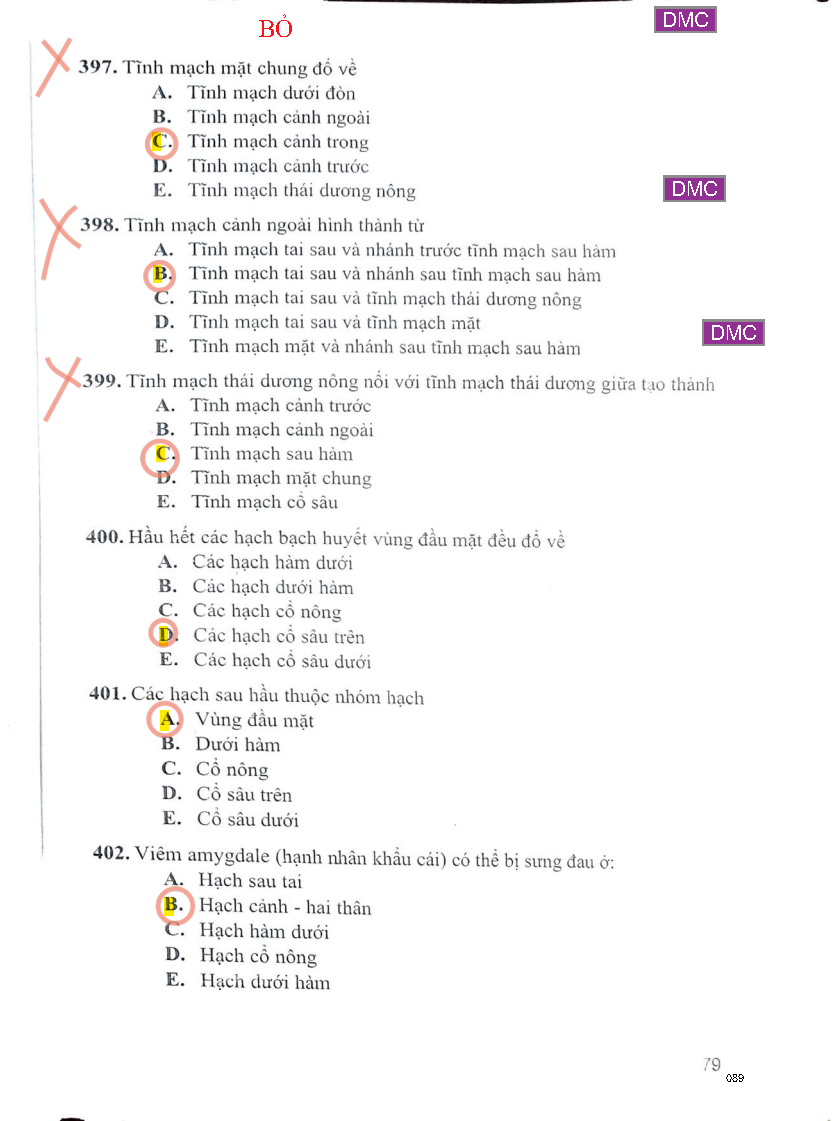 BỎ
DMC
397. Tĩnh mạch mặt chung đổ về
A. Tĩnh mạch dưới đòn
B. Tĩnh mạch cảnh ngoài
C. Tĩnh mạch cảnh trong
D. Tĩnh mạch cảnh trước
E. Tĩnh mạch thái dương nông
DMC
398. Tĩnh mạch cảnh ngoài hình thành từ
A. Tĩnh mạch tai sau và nhánh trước tĩnh mạch sau hàm
B. Tĩnh mạch tai sau và nhánh sau tĩnh mạch sau hàm
C. Tĩnh mạch tai sau và tĩnh mạch thái dương nông
D. Tĩnh mạch tai sau và tĩnh mạch mặt
E. Tĩnh mạch mặt và nhánh sau tĩnh mạch sau hàm
DMC
399. Tĩnh mạch thái dương nông nối với tĩnh mạch thái dương giữa tạo thành
A. Tĩnh mạch cảnh trước
B. Tĩnh mạch cảnh ngoài
C. Tĩnh mạch sau hàm
D. Tĩnh mạch mặt chung
E. Tĩnh mạch cổ sâu
400. Hầu hết các hạch bạch huyết vùng đầu mặt đều đổ về
A. Các hạch hàm dưới
B. Các hạch dưới hàm
C. Các hạch cổ nông
D. Các hạch cổ sâu trên
E. Các hạch cổ sâu dưới
401. Các hạch sau hầu thuộc nhóm hạch
A. Vùng đầu mặt
B. Dưới hàm
C. Cổ nông
D. Cổ sâu trên
E. Cổ sâu dưới
402. Viêm amygdale (hạnh nhân khẩu cái) có thể bị sưng đau ở:
A. Hạch sau tai
B. Hạch cảnh - hai thân
C. Hạch hàm dưới
D. Hạch cổ nông
E. Hạch dưới hàm
79
089